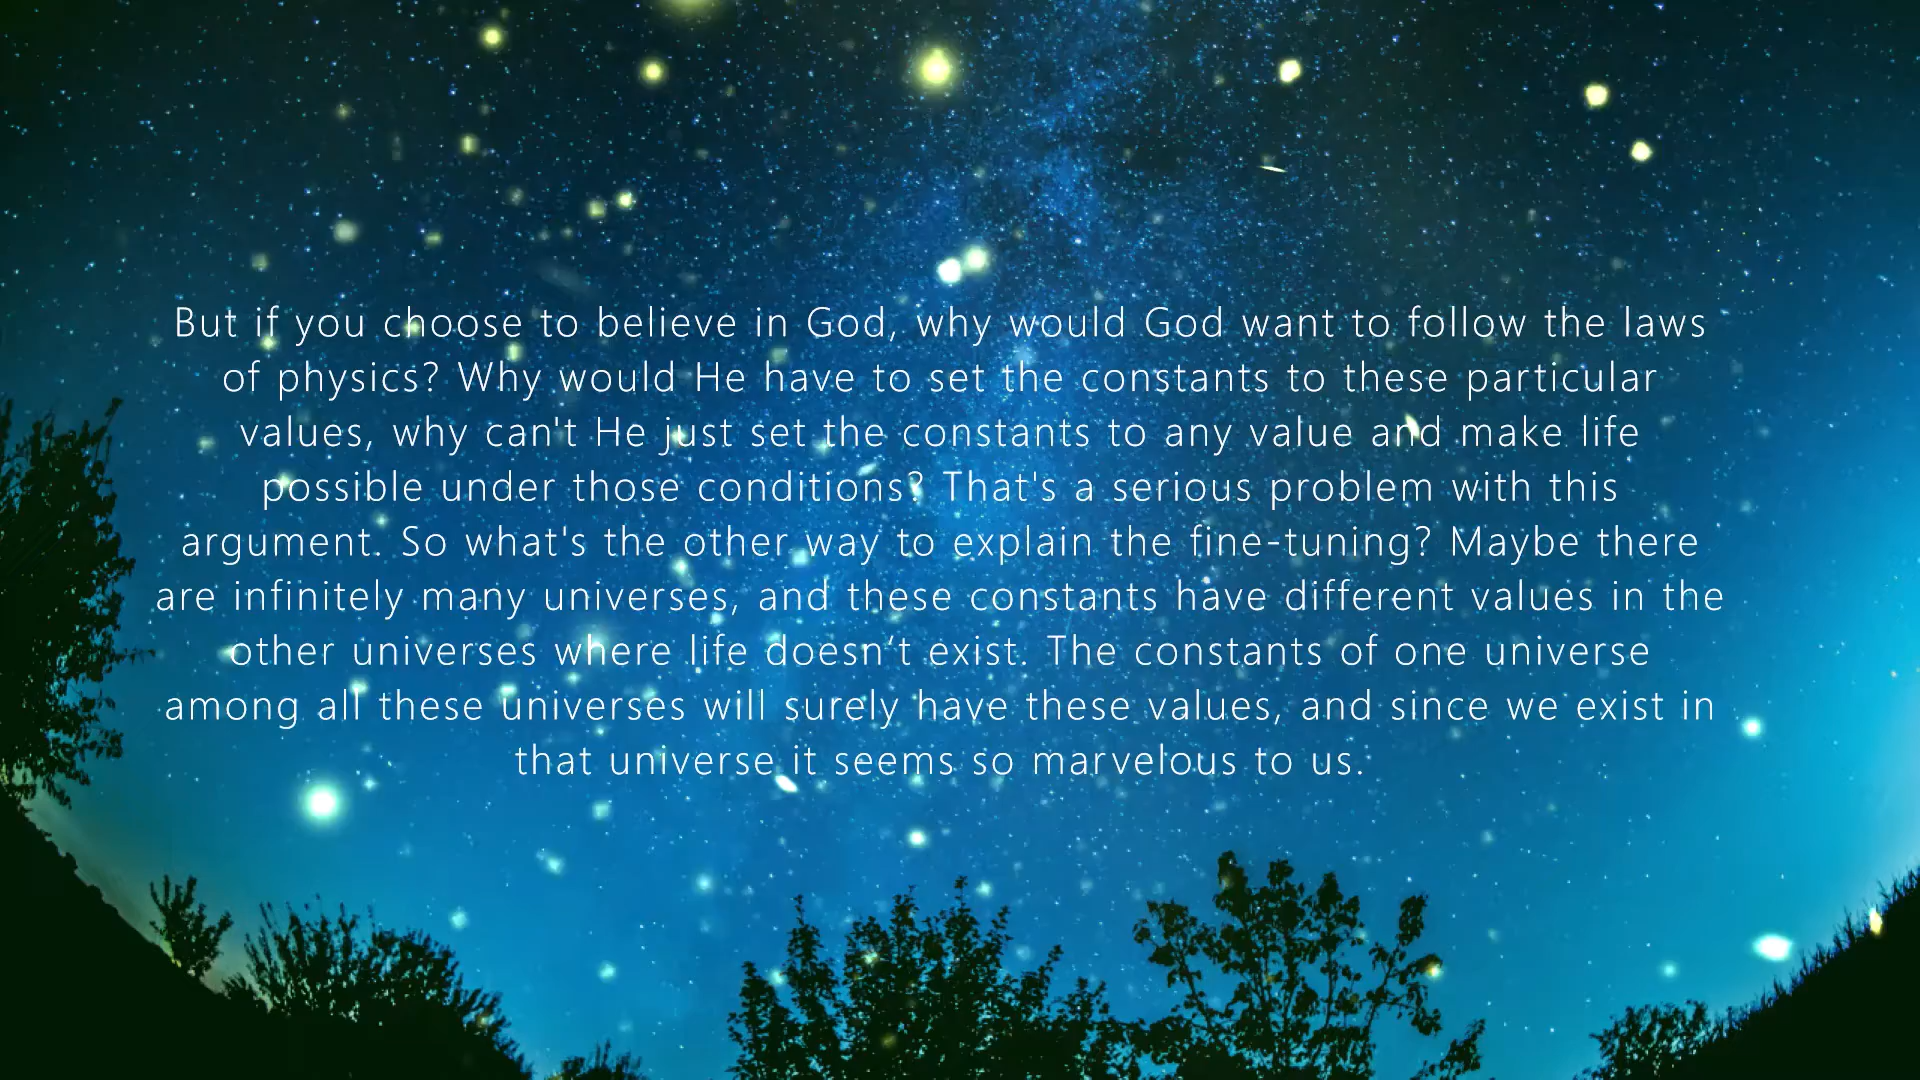 But if you choose to believe in God, why would God want to follow the laws
of physics? Why would He have to set the constants to these particular
values, why can't He just set the constants to any value and make life
possible under those conditions? That's a serious problem with this
argument. So what's the other way to explain the fine-tuning? Maybe there
are infinitely many universes, and these constants have different values in the
other universes where life doesn‘t exist. The constants of one universe
among all these universes will surely have these values, and since we exist in
that universe it seems so marvelous to us.